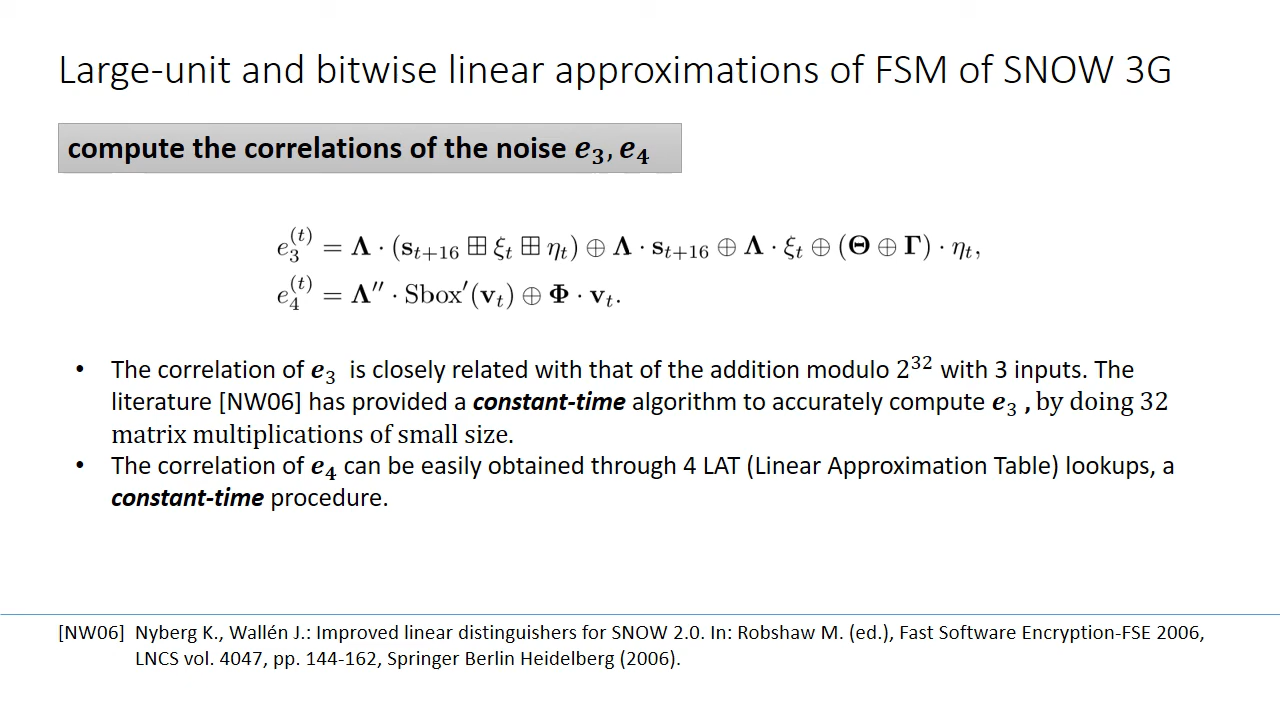 Large-unit and bitwise linear approximations of FSM of SNOW 3G
compute the correlations of the noise e₃, e₄
e₃⁽ᵗ⁾ = Λ · (s_{t+16} ⊞ ξ_t ⊞ η_t) ⊕ Λ · s_{t+16} ⊕ Λ · ξ_t ⊕ (Θ ⊕ Γ) · η_t,
e₄⁽ᵗ⁾ = Λ′′ · Sbox′(v_t) ⊕ Φ · v_t.
• The correlation of e₃ is closely related with that of the addition modulo 2³² with 3 inputs. The
literature [NW06] has provided a constant-time algorithm to accurately compute e₃ , by doing 32
matrix multiplications of small size.
• The correlation of e₄ can be easily obtained through 4 LAT (Linear Approximation Table) lookups, a
constant-time procedure.
[NW06] Nyberg K., Wallén J.: Improved linear distinguishers for SNOW 2.0. In: Robshaw M. (ed.), Fast Software Encryption-FSE 2006,
LNCS vol. 4047, pp. 144-162, Springer Berlin Heidelberg (2006).